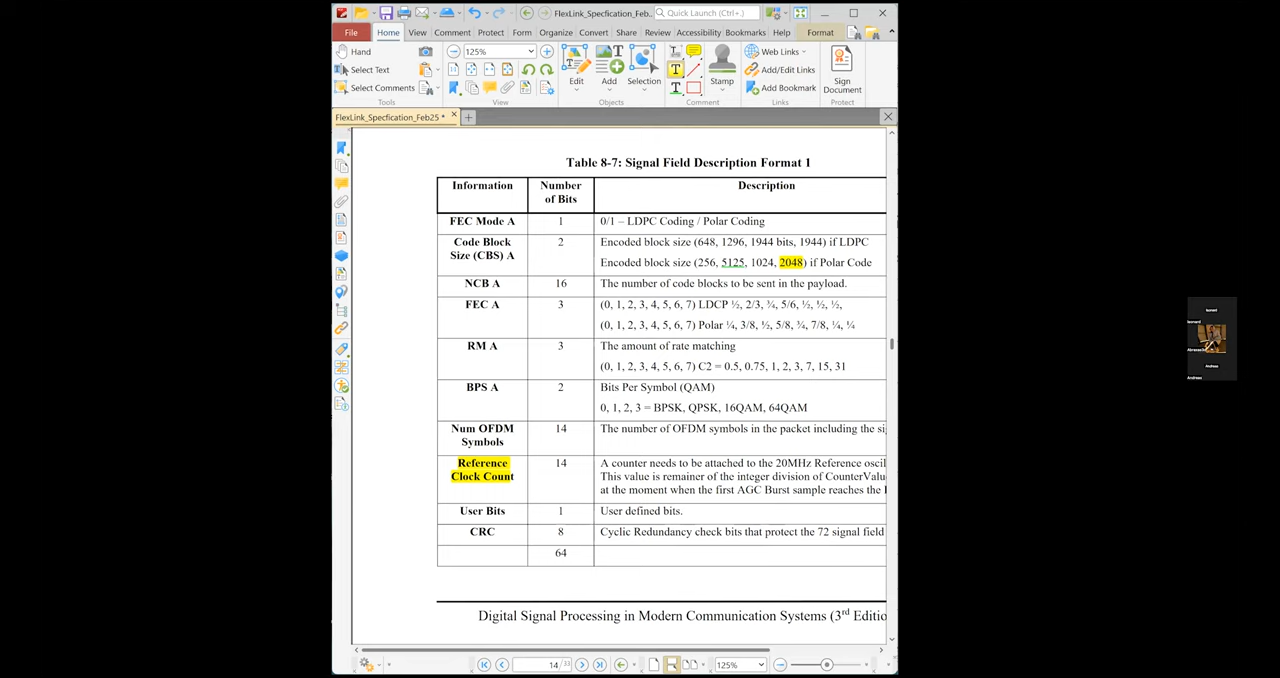 FlexLink_Specfication_Feb..
Quick Launch (Ctrl+.)
File
Home
View
Comment
Protect
Form
Organize
Convert
Share
Review
Accessibility
Bookmarks
Help
Format
Hand
Select Text
Select Comments
Tools
125%
View
Edit
Add
Selection
Objects
Stamp
Comment
Web Links
Add/Edit Links
Add Bookmark
Links
Sign
Document
Protect
FlexLink_Specfication_Feb25 *
Table 8-7: Signal Field Description Format 1
Information
Number
of Bits
Description
FEC Mode A
1
0/1 – LDPC Coding / Polar Coding
Code Block
Size (CBS) A
2
Encoded block size (648, 1296, 1944 bits, 1944) if LDPC
Encoded block size (256, 5125, 1024, 2048) if Polar Code
NCB A
16
The number of code blocks to be sent in the payload.
FEC A
3
(0, 1, 2, 3, 4, 5, 6, 7) LDCP ½, 2/3, ¾, 5/6, ½, ½, ½,
(0, 1, 2, 3, 4, 5, 6, 7) Polar ¼, 3/8, ½, 5/8, ¾, 7/8, ¼, ¼
RM A
3
The amount of rate matching
(0, 1, 2, 3, 4, 5, 6, 7) C2 = 0.5, 0.75, 1, 2, 3, 7, 15, 31
BPS A
2
Bits Per Symbol (QAM)
0, 1, 2, 3 = BPSK, QPSK, 16QAM, 64QAM
Num OFDM
Symbols
14
The number of OFDM symbols in the packet including the si
Reference
Clock Count
14
A counter needs to be attached to the 20MHz Reference oscil
This value is remainer of the integer division of CounterValu
at the moment when the first AGC Burst sample reaches the
User Bits
1
User defined bits.
CRC
8
Cyclic Redundancy check bits that protect the 72 signal field
64
Digital Signal Processing in Modern Communication Systems (3rd Editio
14 / 33
125%
leonard
Andreas
Andreas